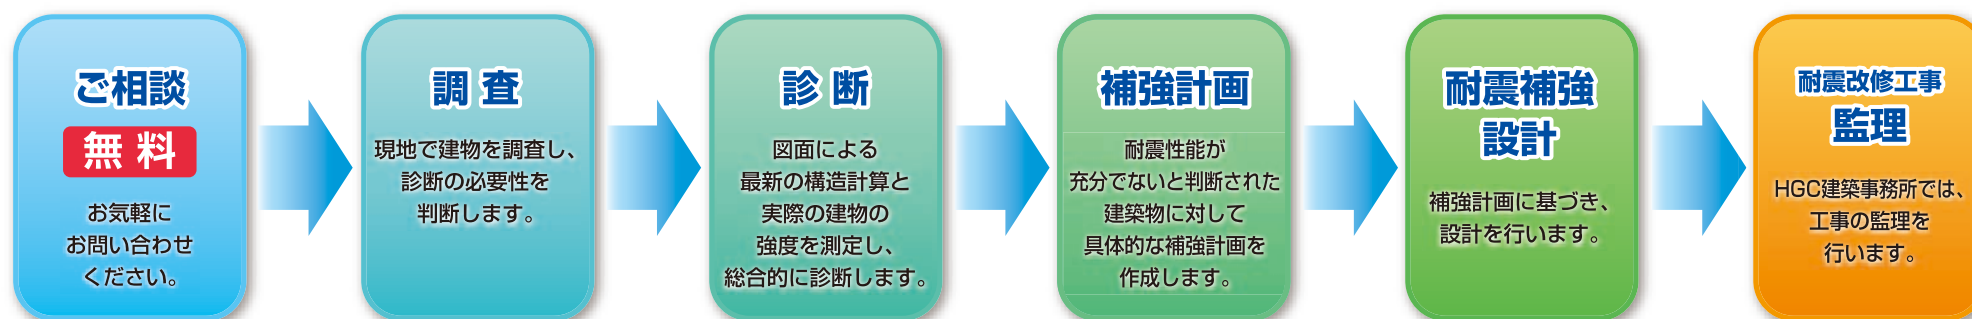 ご相談
無料
お気軽に
お問い合わせ
ください。
調査
現地で建物を調査し、
診断の必要性を
判断します。
診断
図面による
最新の構造計算と
実際の建物の
強度を測定し、
総合的に診断します。
補強計画
耐震性能が
充分でないと判断された
建築物に対して
具体的な補強計画を
作成します。
耐震補強
設計
補強計画に基づき、
設計を行います。
耐震改修工事
監理
HGC建築事務所では、
工事の監理を
行います。